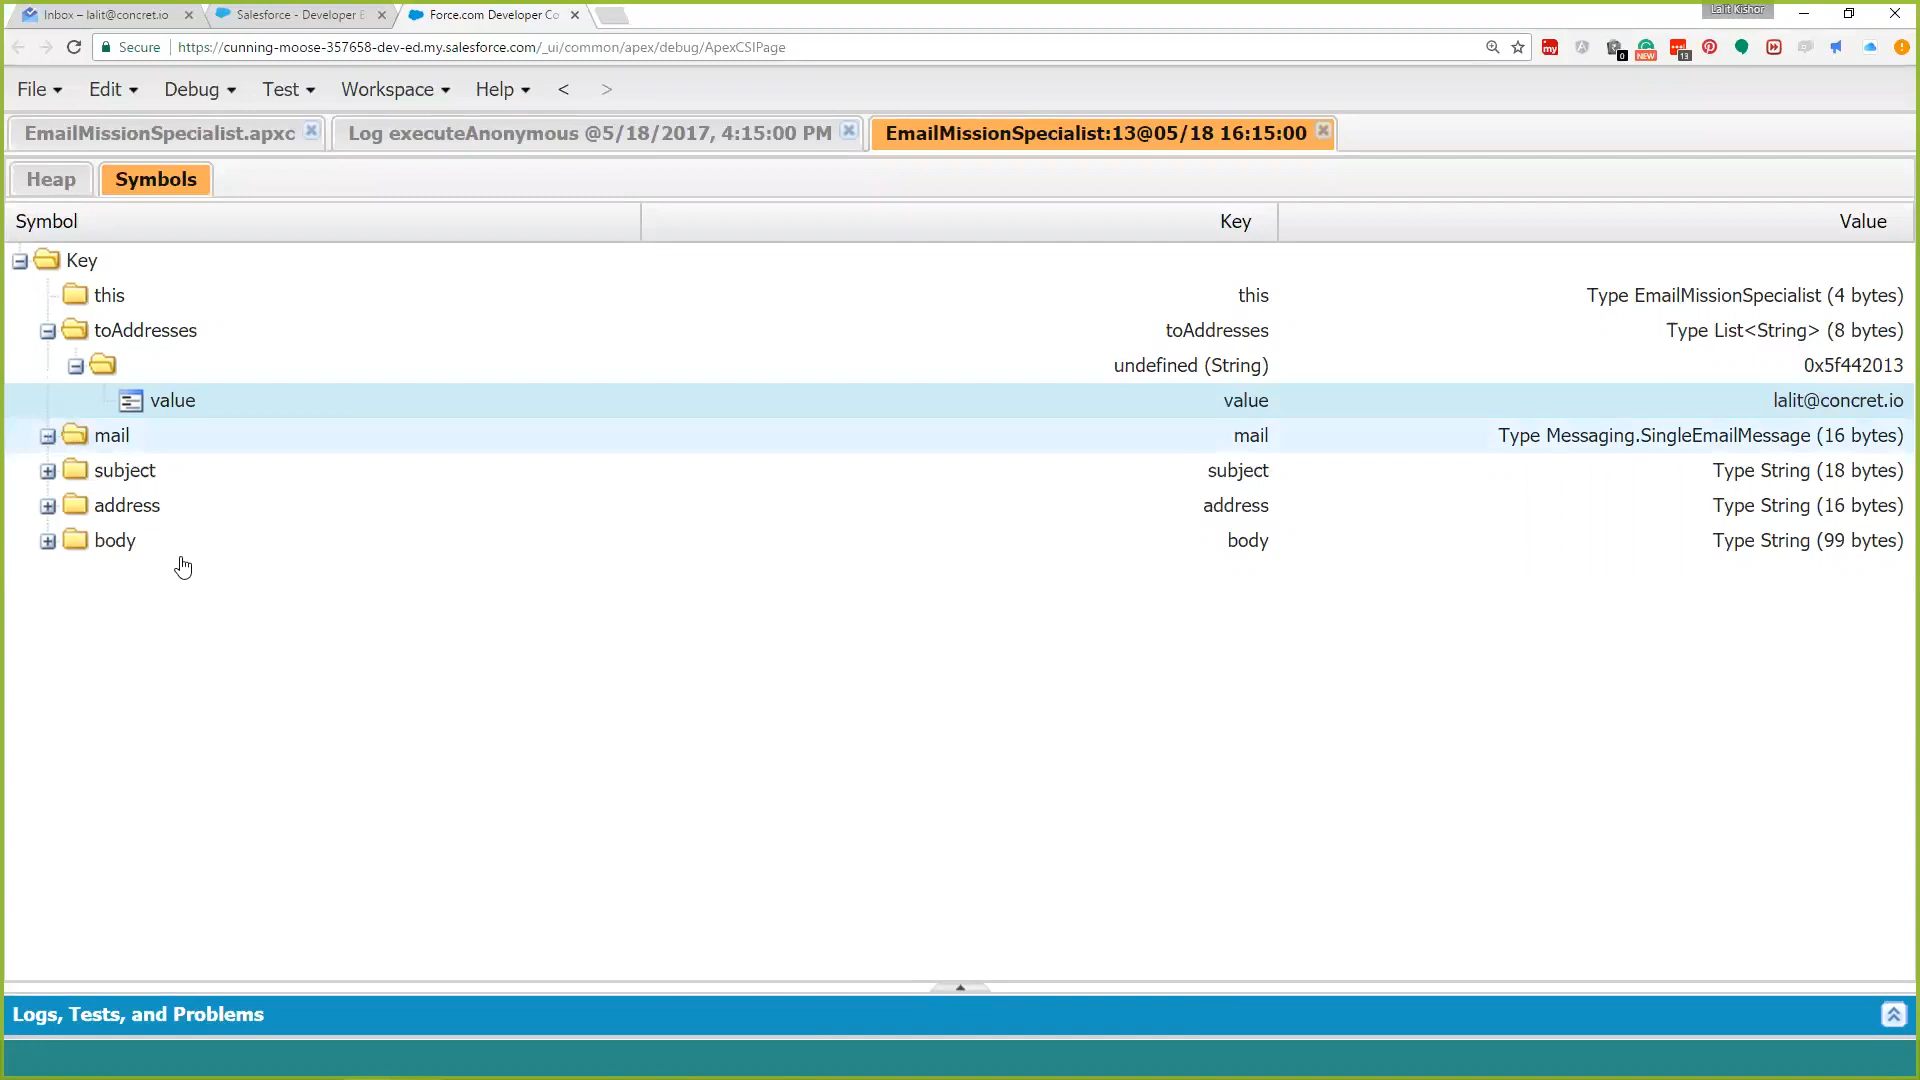 Inbox – lalit@concret.io
Salesforce - Developer E
Force.com Developer Co
Lalit Kishor
Secure
https://cunning-moose-357658-dev-ed.my.salesforce.com/_ui/common/apex/debug/ApexCSIPage
my
0
NEW
13
File
Edit
Debug
Test
Workspace
Help
<
>
EmailMissionSpecialist.apxc
Log executeAnonymous @5/18/2017, 4:15:00 PM
EmailMissionSpecialist:13@05/18 16:15:00
Heap
Symbols
Symbol Key Value
Key
this this Type EmailMissionSpecialist (4 bytes)
toAddresses toAddresses Type List<String> (8 bytes)
undefined (String) 0x5f442013
value value lalit@concret.io
mail mail Type Messaging.SingleEmailMessage (16 bytes)
subject subject Type String (18 bytes)
address address Type String (16 bytes)
body body Type String (99 bytes)
Logs, Tests, and Problems